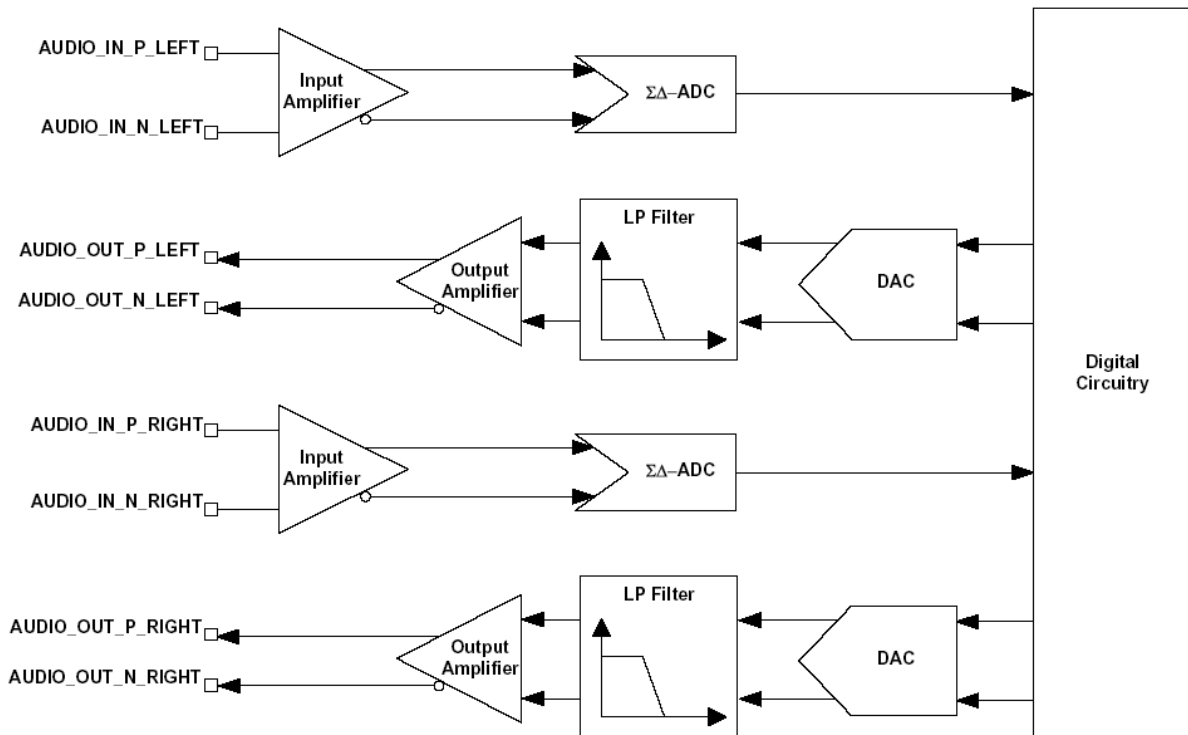 AUDIO_IN_P_LEFT
Input
Amplifier
AUDIO_IN_N_LEFT
ΣΔ–ADC
AUDIO_OUT_P_LEFT
AUDIO_OUT_N_LEFT
Output
Amplifier
LP Filter
DAC
Digital
Circuitry
AUDIO_IN_P_RIGHT
Input
Amplifier
AUDIO_IN_N_RIGHT
ΣΔ–ADC
AUDIO_OUT_P_RIGHT
AUDIO_OUT_N_RIGHT
Output
Amplifier
LP Filter
DAC